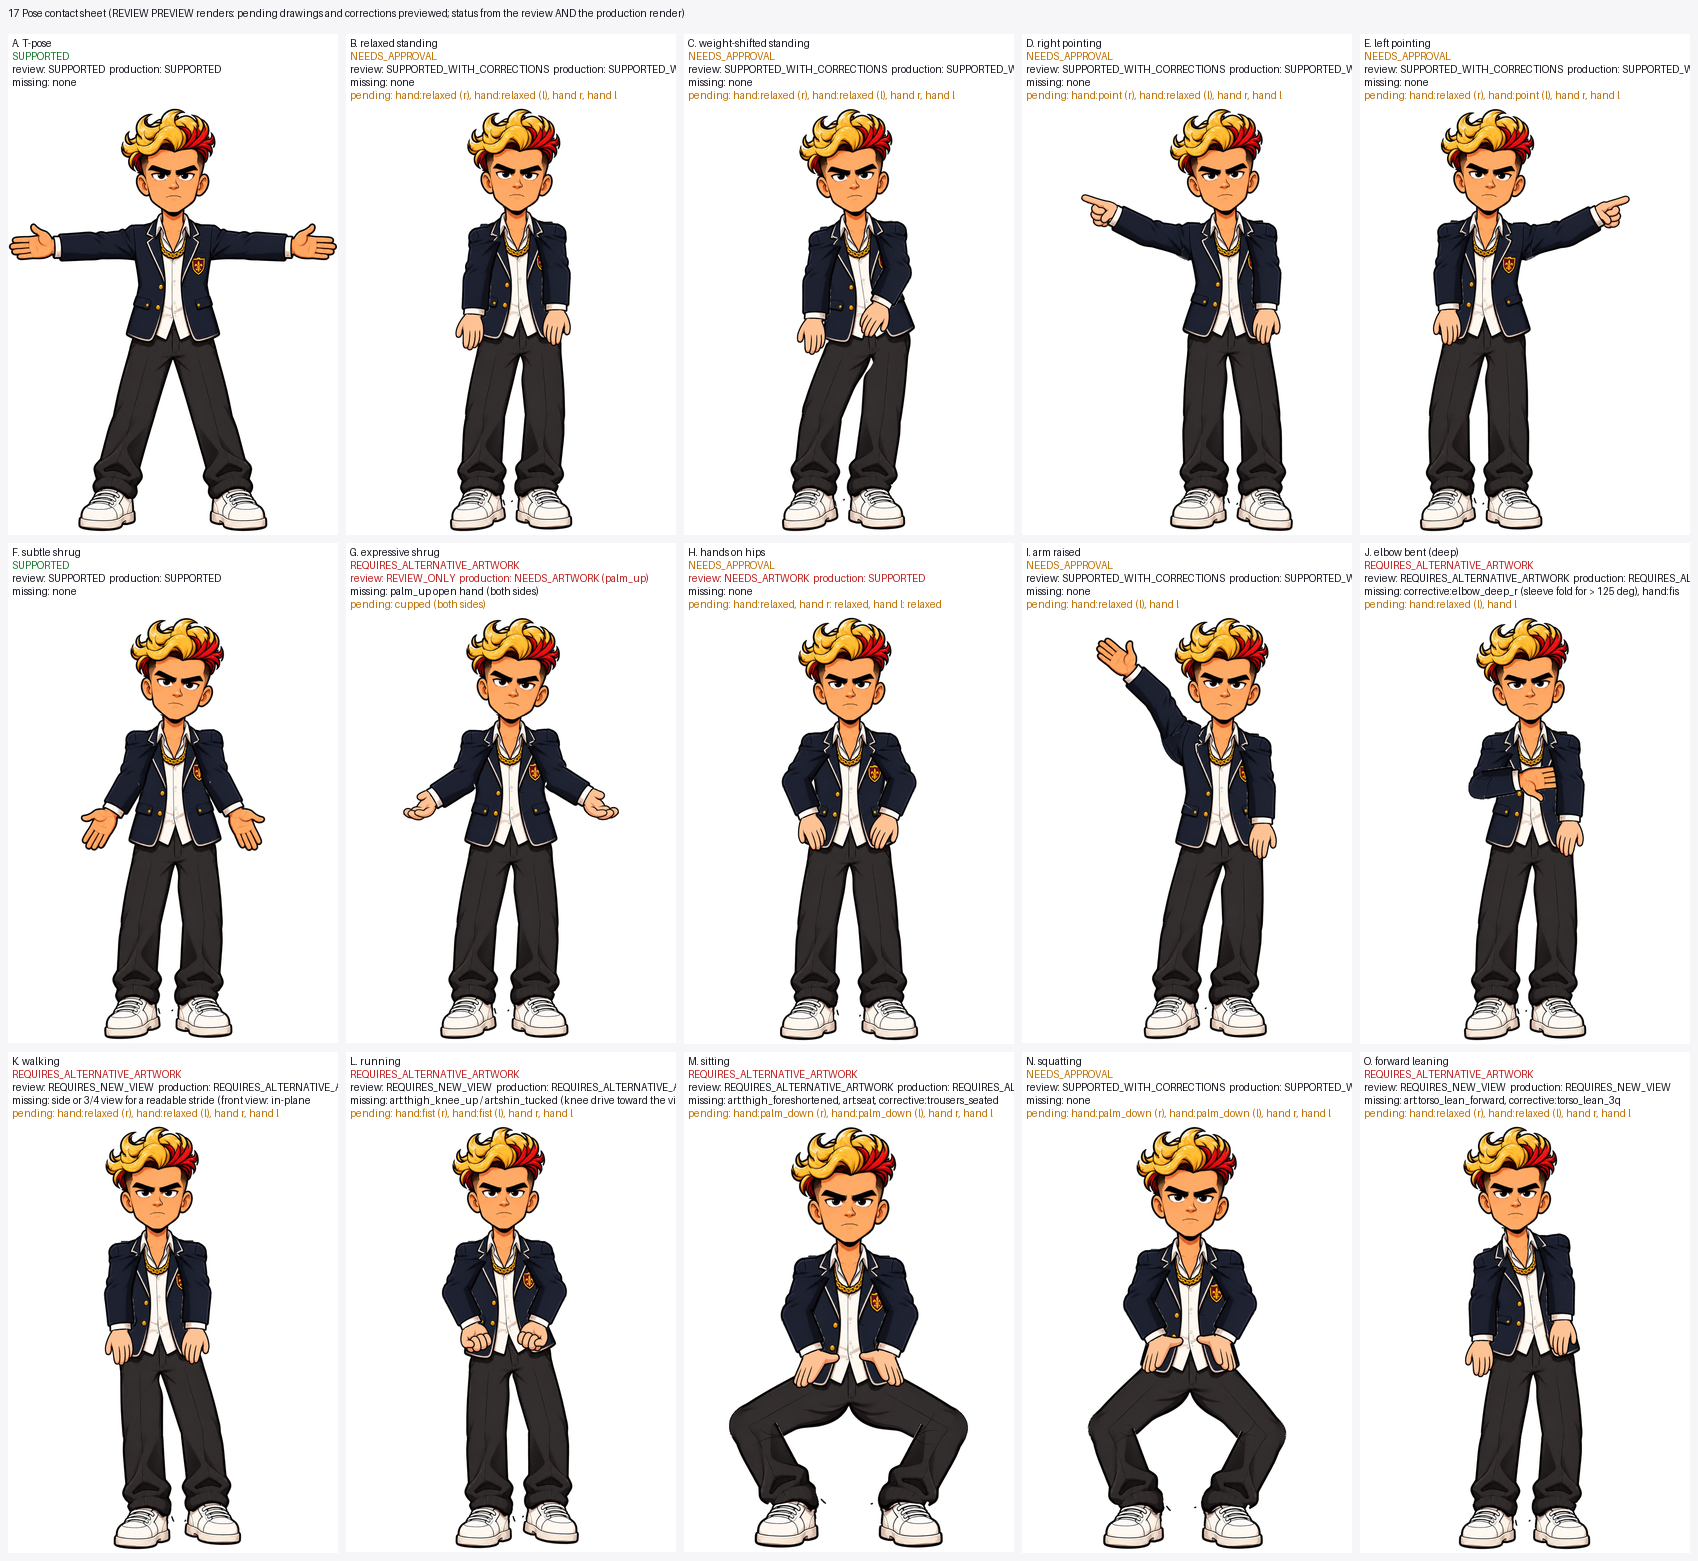 17 Pose contact sheet (REVIEW PREVIEW renders: pending drawings and corrections previewed; status from the review AND the production render)
A. T-pose
SUPPORTED
review: SUPPORTED production: SUPPORTED
missing: none
B. relaxed standing
NEEDS_APPROVAL
review: SUPPORTED_WITH_CORRECTIONS production: SUPPORTED_W
missing: none
pending: hand:relaxed (r), hand:relaxed (l), hand r, hand l
C. weight-shifted standing
NEEDS_APPROVAL
review: SUPPORTED_WITH_CORRECTIONS production: SUPPORTED_W
missing: none
pending: hand:relaxed (r), hand:relaxed (l), hand r, hand l
D. right pointing
NEEDS_APPROVAL
review: SUPPORTED_WITH_CORRECTIONS production: SUPPORTED_W
missing: none
pending: hand:point (r), hand:relaxed (l), hand r, hand l
E. left pointing
NEEDS_APPROVAL
review: SUPPORTED_WITH_CORRECTIONS production: SUPPORTED_W
missing: none
pending: hand:relaxed (r), hand:point (l), hand r, hand l
F. subtle shrug
SUPPORTED
review: SUPPORTED production: SUPPORTED
missing: none
G. expressive shrug
REQUIRES_ALTERNATIVE_ARTWORK
review: REVIEW_ONLY production: NEEDS_ARTWORK (palm_up)
missing: palm_up open hand (both sides)
pending: cupped (both sides)
H. hands on hips
NEEDS_APPROVAL
review: NEEDS_ARTWORK production: SUPPORTED
missing: none
pending: hand:relaxed, hand r: relaxed, hand l: relaxed
I. arm raised
NEEDS_APPROVAL
review: SUPPORTED_WITH_CORRECTIONS production: SUPPORTED_W
missing: none
pending: hand:relaxed (l), hand l
J. elbow bent (deep)
REQUIRES_ALTERNATIVE_ARTWORK
review: REQUIRES_ALTERNATIVE_ARTWORK production: REQUIRES_AL
missing: corrective:elbow_deep_r (sleeve fold for > 125 deg), hand:fis
pending: hand:relaxed (l), hand l
K. walking
REQUIRES_ALTERNATIVE_ARTWORK
review: REQUIRES_NEW_VIEW production: REQUIRES_ALTERNATIVE_A
missing: side or 3/4 view for a readable stride (front view: in-plane
pending: hand:relaxed (r), hand:relaxed (l), hand r, hand l
L. running
REQUIRES_ALTERNATIVE_ARTWORK
review: REQUIRES_NEW_VIEW production: REQUIRES_ALTERNATIVE_A
missing: art:thigh_knee_up / art:shin_tucked (knee drive toward the vi
pending: hand:fist (r), hand:fist (l), hand r, hand l
M. sitting
REQUIRES_ALTERNATIVE_ARTWORK
review: REQUIRES_ALTERNATIVE_ARTWORK production: REQUIRES_AL
missing: art:thigh_foreshortened, art:seat, corrective:trousers_seated
pending: hand:palm_down (r), hand:palm_down (l), hand r, hand l
N. squatting
NEEDS_APPROVAL
review: SUPPORTED_WITH_CORRECTIONS production: SUPPORTED_W
missing: none
pending: hand:palm_down (r), hand:palm_down (l), hand r, hand l
O. forward leaning
REQUIRES_ALTERNATIVE_ARTWORK
review: REQUIRES_NEW_VIEW production: REQUIRES_NEW_VIEW
missing: art:torso_lean_forward, corrective:torso_lean_3q
pending: hand:relaxed (r), hand:relaxed (l), hand r, hand l